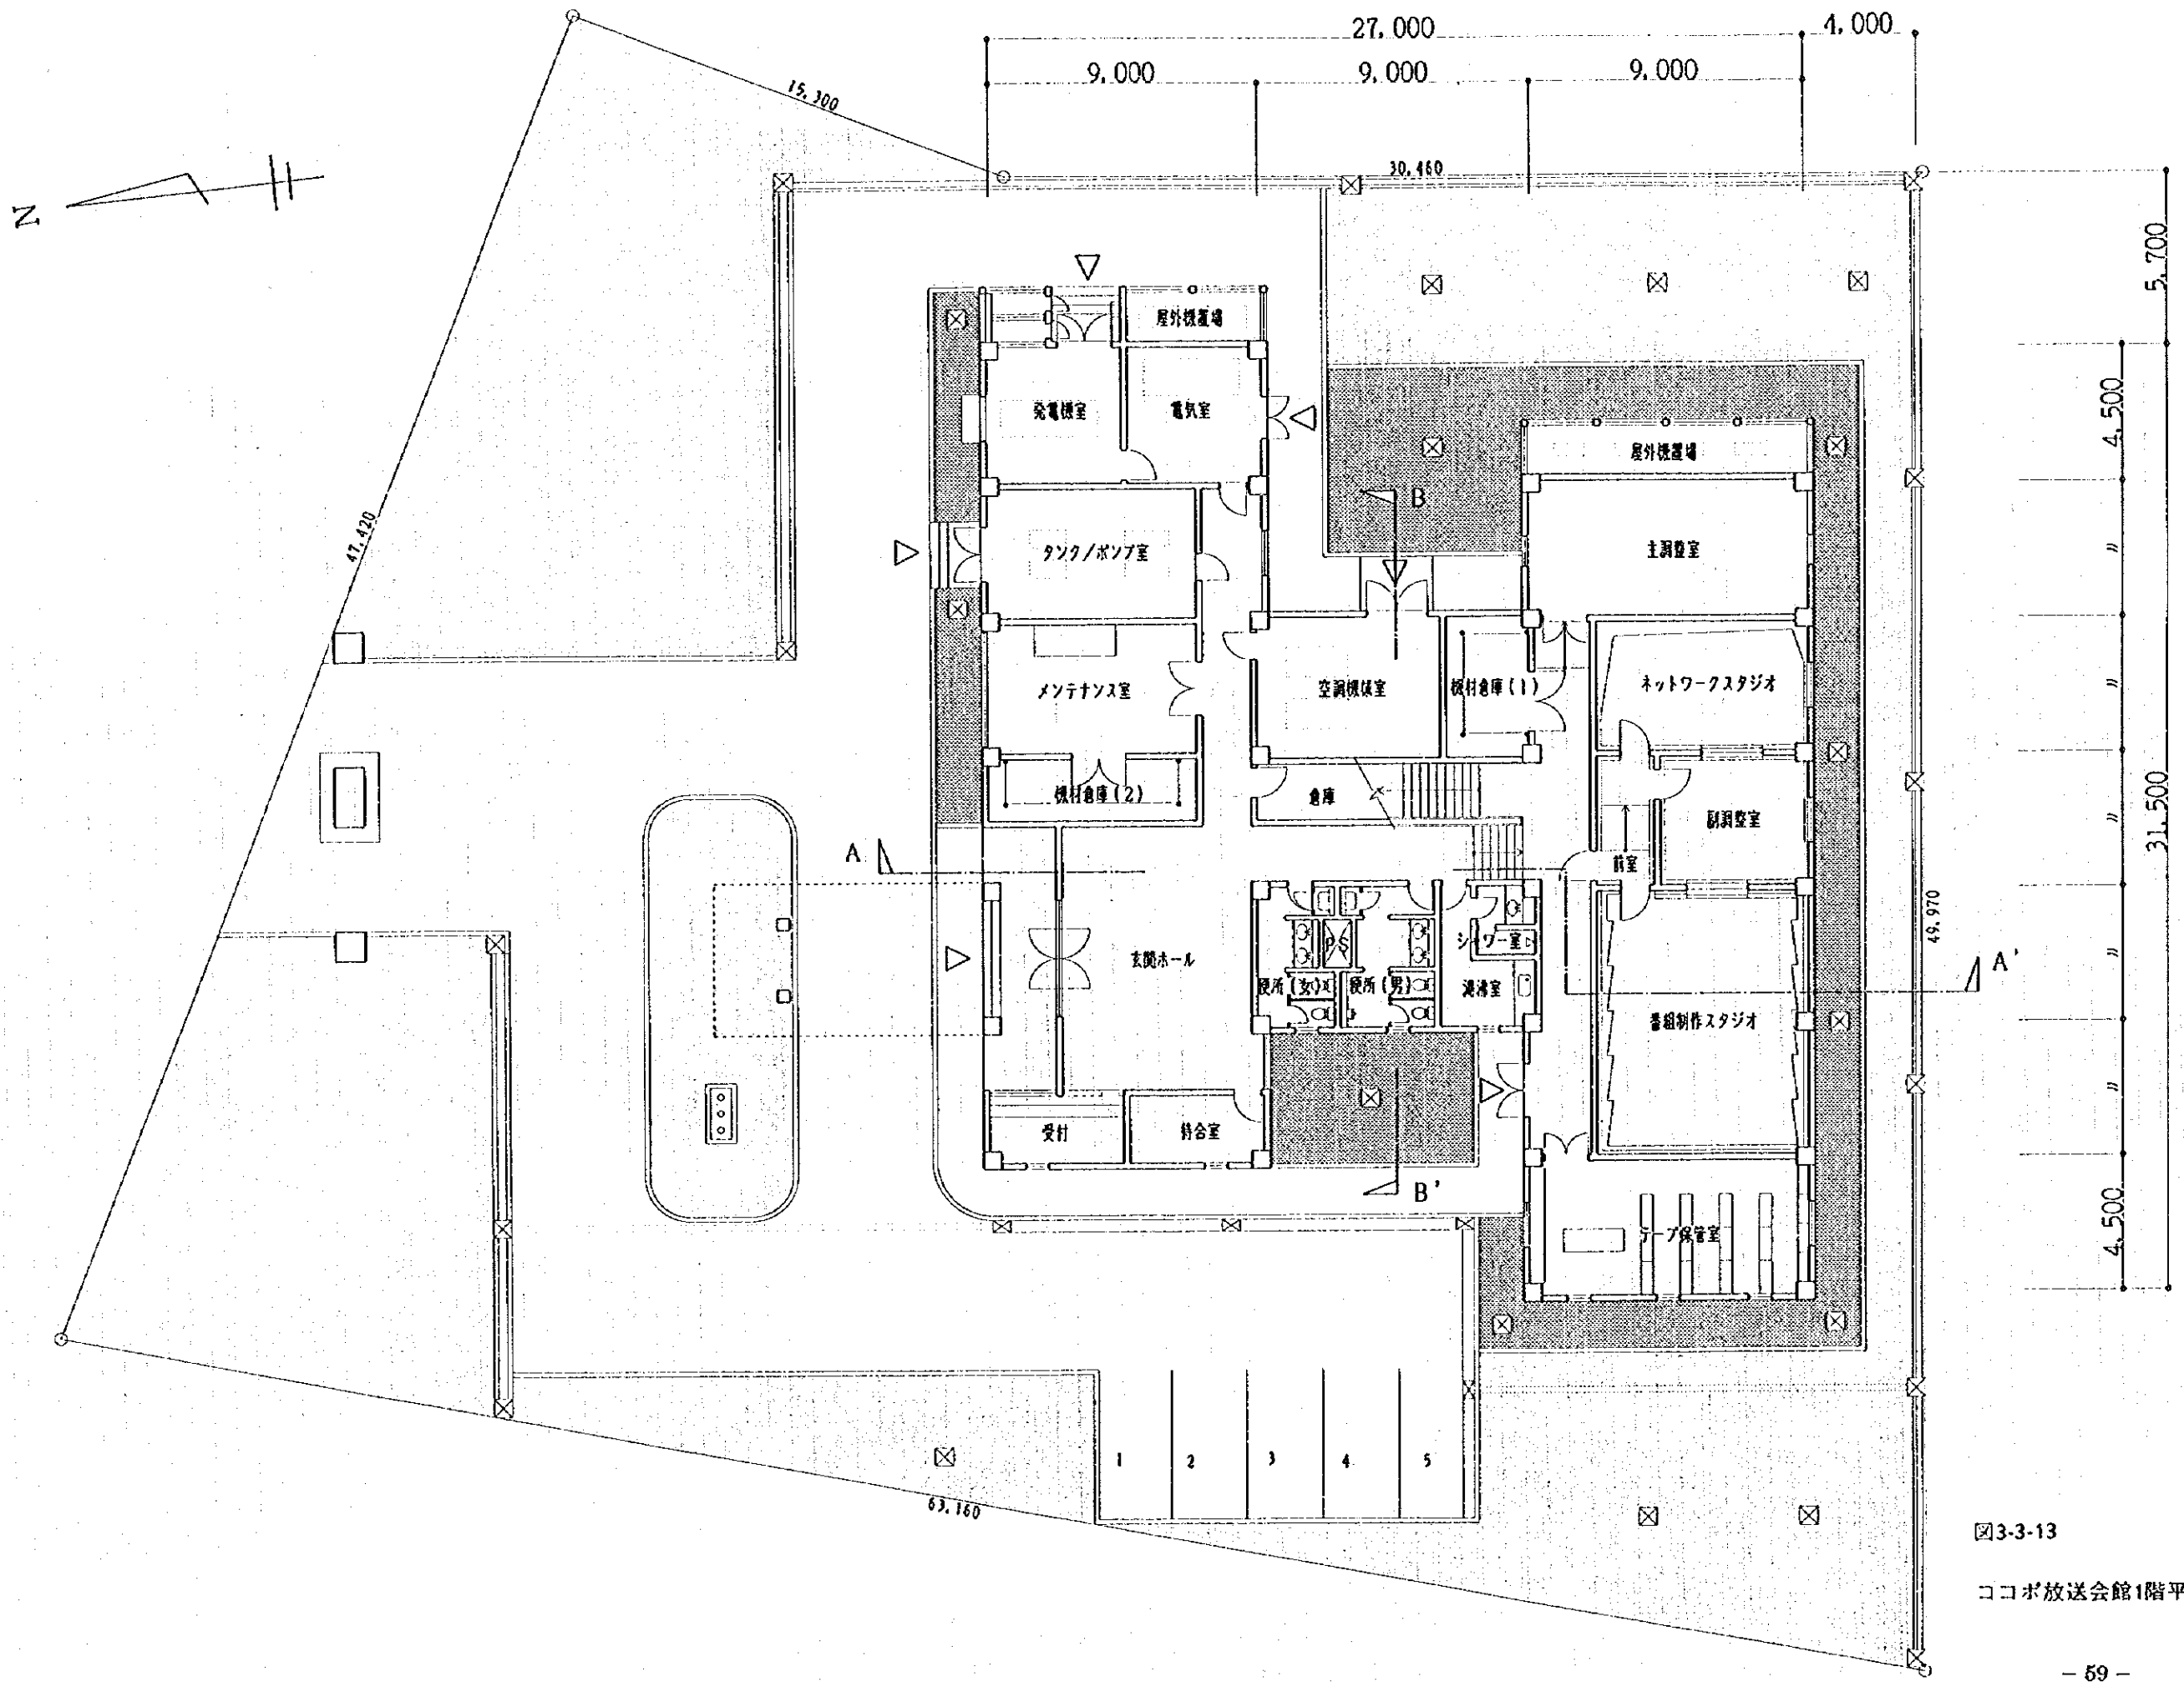 27,000
4,000
9,000
9,000
9,000
15,300
30,460
N
5,700
屋外機置場
発電機室
電気室
4,500
屋外機置場
47,420
B
タンク/ポンプ室
主調整室
〃
メンテナンス室
空調機械室
機材倉庫(1)
ネットワークスタジオ
〃
機材倉庫(2)
倉庫
副調整室
〃
31,500
A
前室
49,970
玄関ホール
PS
シャワー室
A'
〃
便所(女)
便所(男)
湯沸室
番組制作スタジオ
〃
受付
待合室
B'
4,500
テープ保管室
1
2
3
4
5
63,160
図3-3-13
ココポ放送会館1階平
- 59 -